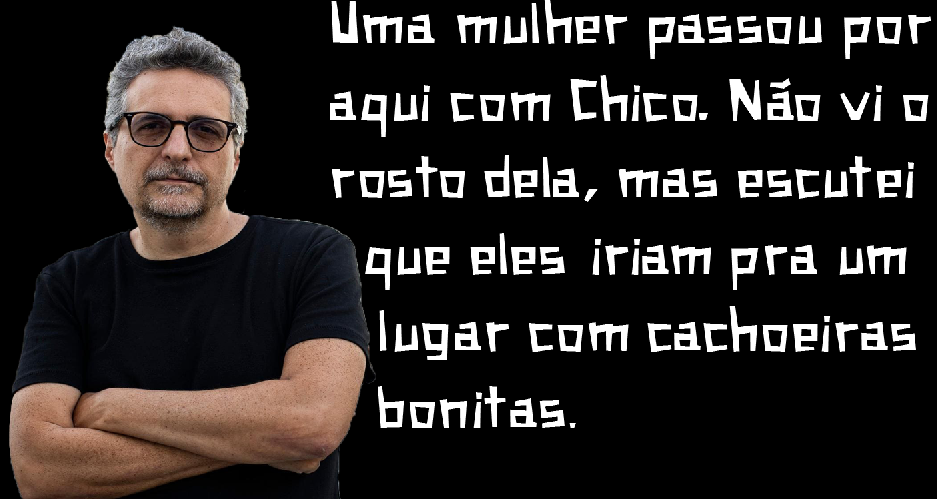 Uma mulher passou por
aqui com Chico. Não vi o
rosto dela, mas escutei
que eles iriam pra um
lugar com cachoeiras
bonitas.